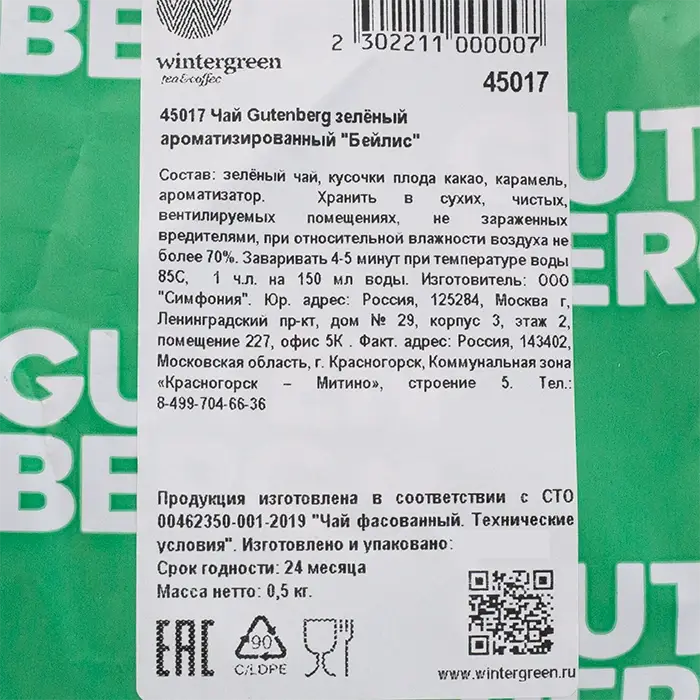 BE
wintergreen
tea & coffee
2 302211 000007
45017
45017 Чай Gutenberg зелёный
ароматизированный "Бейлис"
Состав: зелёный чай, кусочки плода какао, карамель,
ароматизатор. Хранить в сухих, чистых,
вентилируемых помещениях, не зараженных
вредителями, при относительной влажности воздуха не
более 70%. Заваривать 4-5 минут при температуре воды
85С, 1 ч.л. на 150 мл воды. Изготовитель: ООО
"Симфония". Юр. адрес: Россия, 125284, Москва г,
Ленинградский пр-кт, дом № 29, корпус 3, этаж 2,
помещение 227, офис 5К . Факт. адрес: Россия, 143402,
Московская область, г. Красногорск, Коммунальная зона
«Красногорск – Митино», строение 5. Тел.:
8-499-704-66-36
UT
ERG
GU
BE
Продукция изготовлена в соответствии с СТО
00462350-001-2019 "Чай фасованный. Технические
условия". Изготовлено и упаковано:
Срок годности: 24 месяца
Масса нетто: 0,5 кг.
EAC
90
C/LDPE
www.wintergreen.ru
GUT
BERG